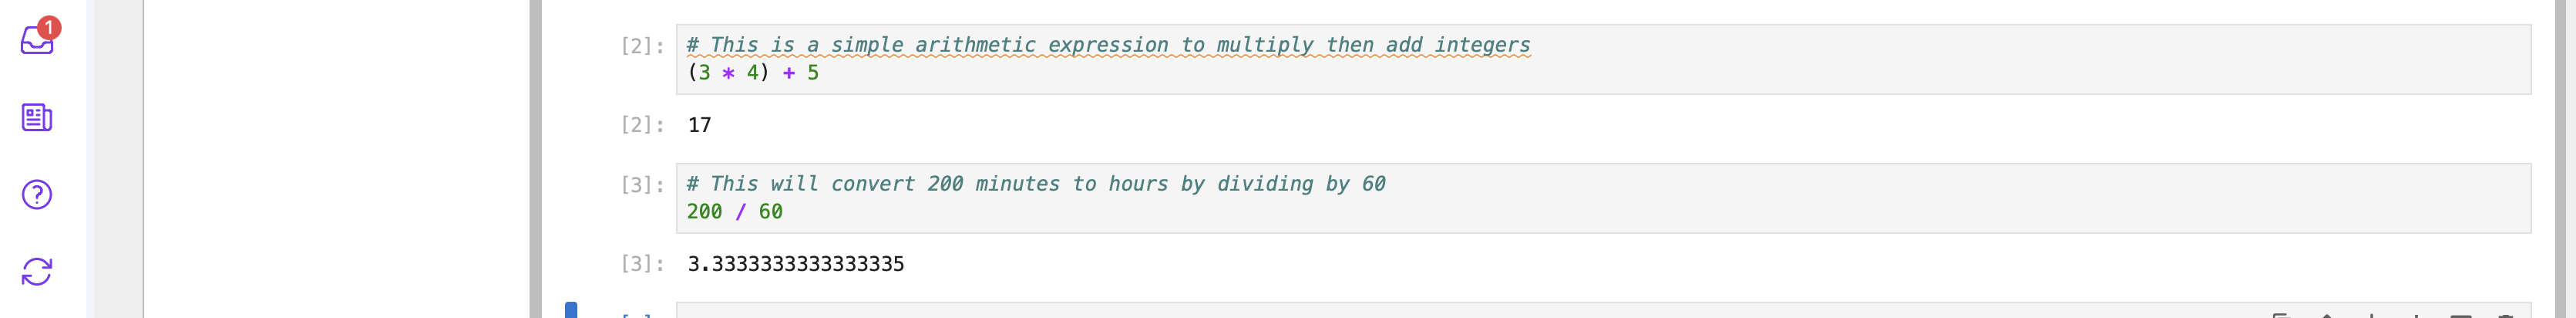 1
[2]: # This is a simple arithmetic expression to multiply then add integers
(3 * 4) + 5
[2]: 17
[3]: # This will convert 200 minutes to hours by dividing by 60
200 / 60
[3]: 3.3333333333333335